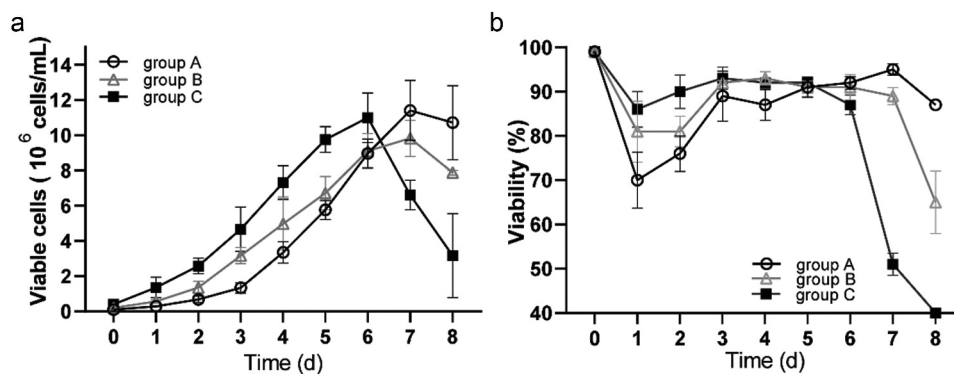 a
Viable cells ( 10 6 cells/mL)
14
12
10
8
6
4
2
0
group A
group B
group C
0 1 2 3 4 5 6 7 8
Time (d)
b
Viability (%)
100
90
80
70
60
50
40
group A
group B
group C
0 1 2 3 4 5 6 7 8
Time (d)